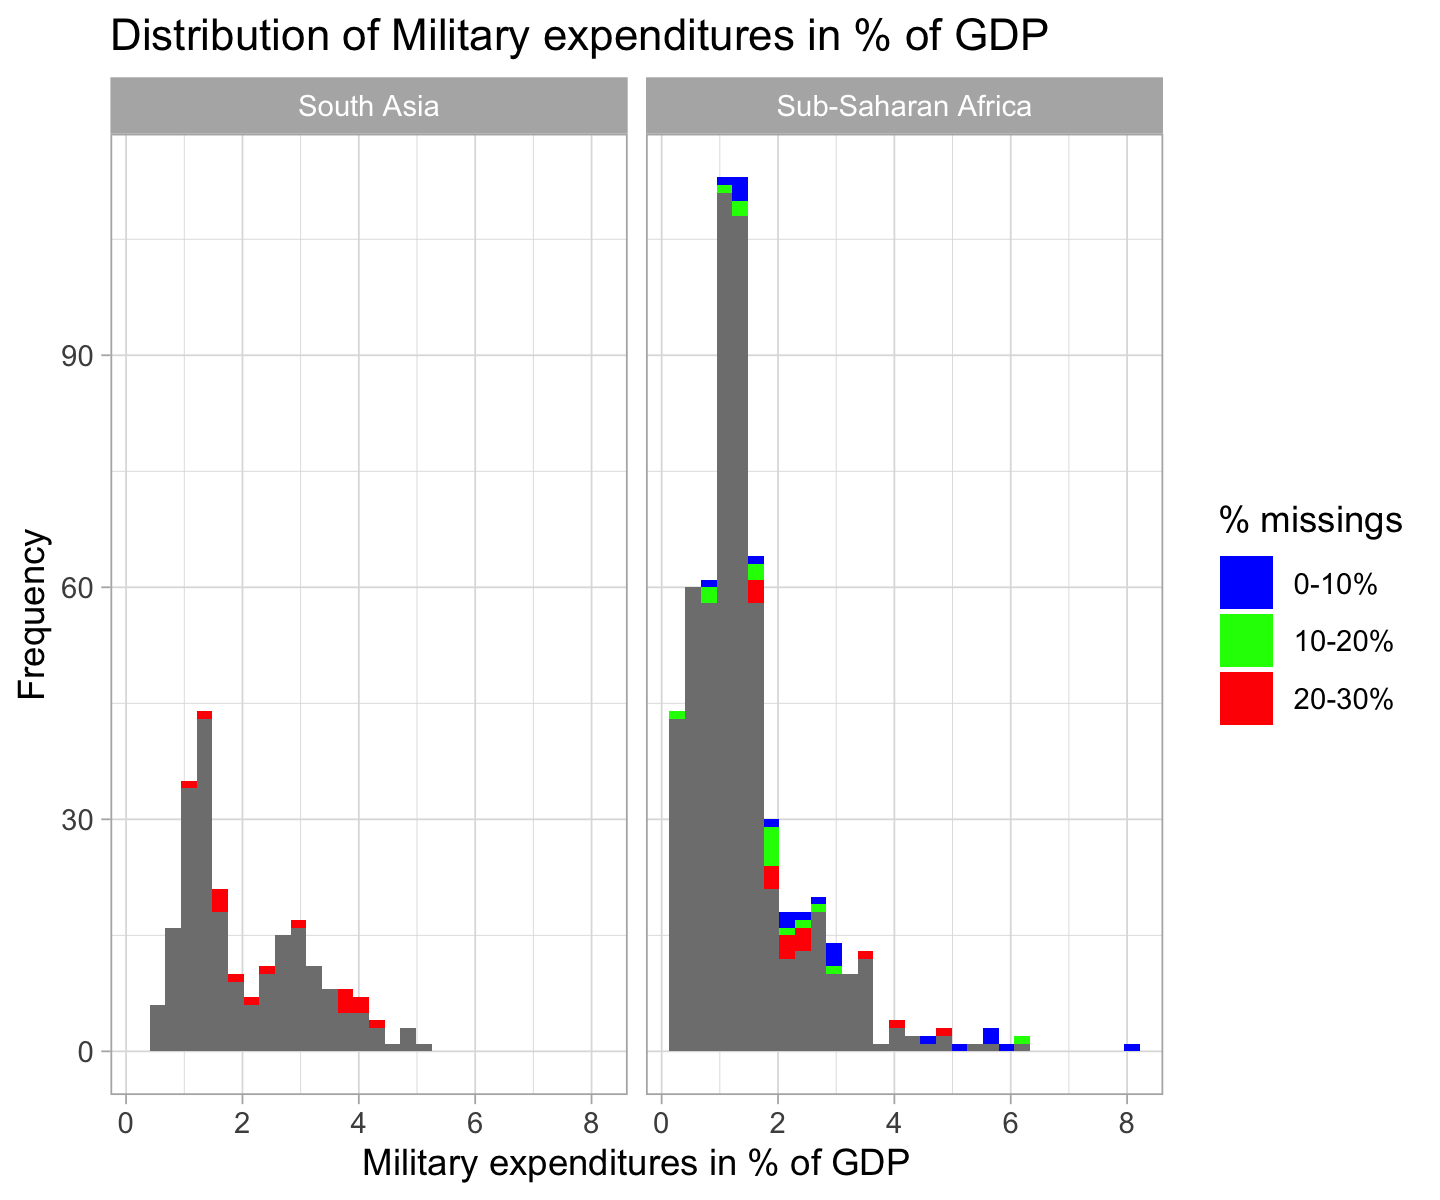 Distribution of Military expenditures in % of GDP
South Asia
Sub-Saharan Africa
Frequency
90
60
30
0
0 2 4 6 8
0 2 4 6 8
Military expenditures in % of GDP
% missings
0-10%
10-20%
20-30%